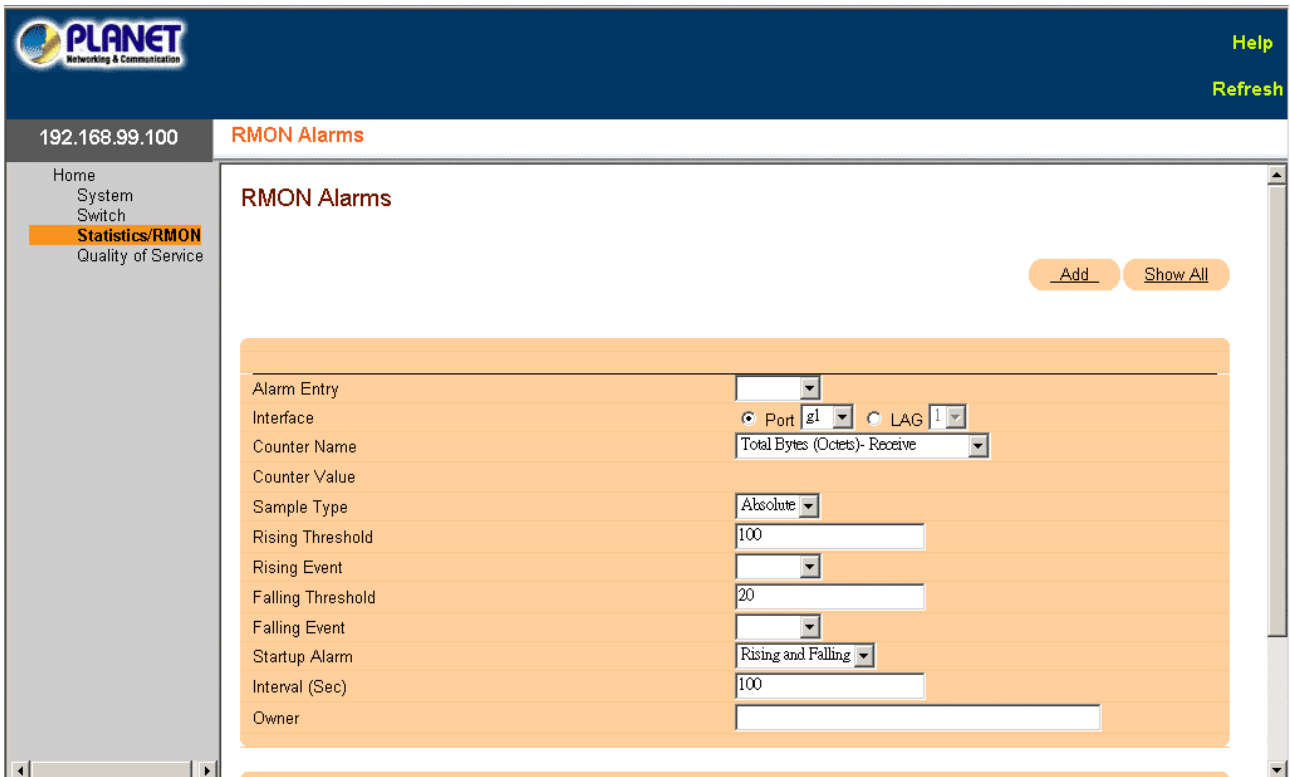 PLANET
Networking & Communication
Help
Refresh
192.168.99.100
RMON Alarms
Home
System
Switch
Statistics/RMON
Quality of Service
RMON Alarms
Add
Show All
Alarm Entry
Interface Port g1 LAG 1
Counter Name Total Bytes (Octets)- Receive
Counter Value
Sample Type Absolute
Rising Threshold 100
Rising Event
Falling Threshold 20
Falling Event
Startup Alarm Rising and Falling
Interval (Sec) 100
Owner